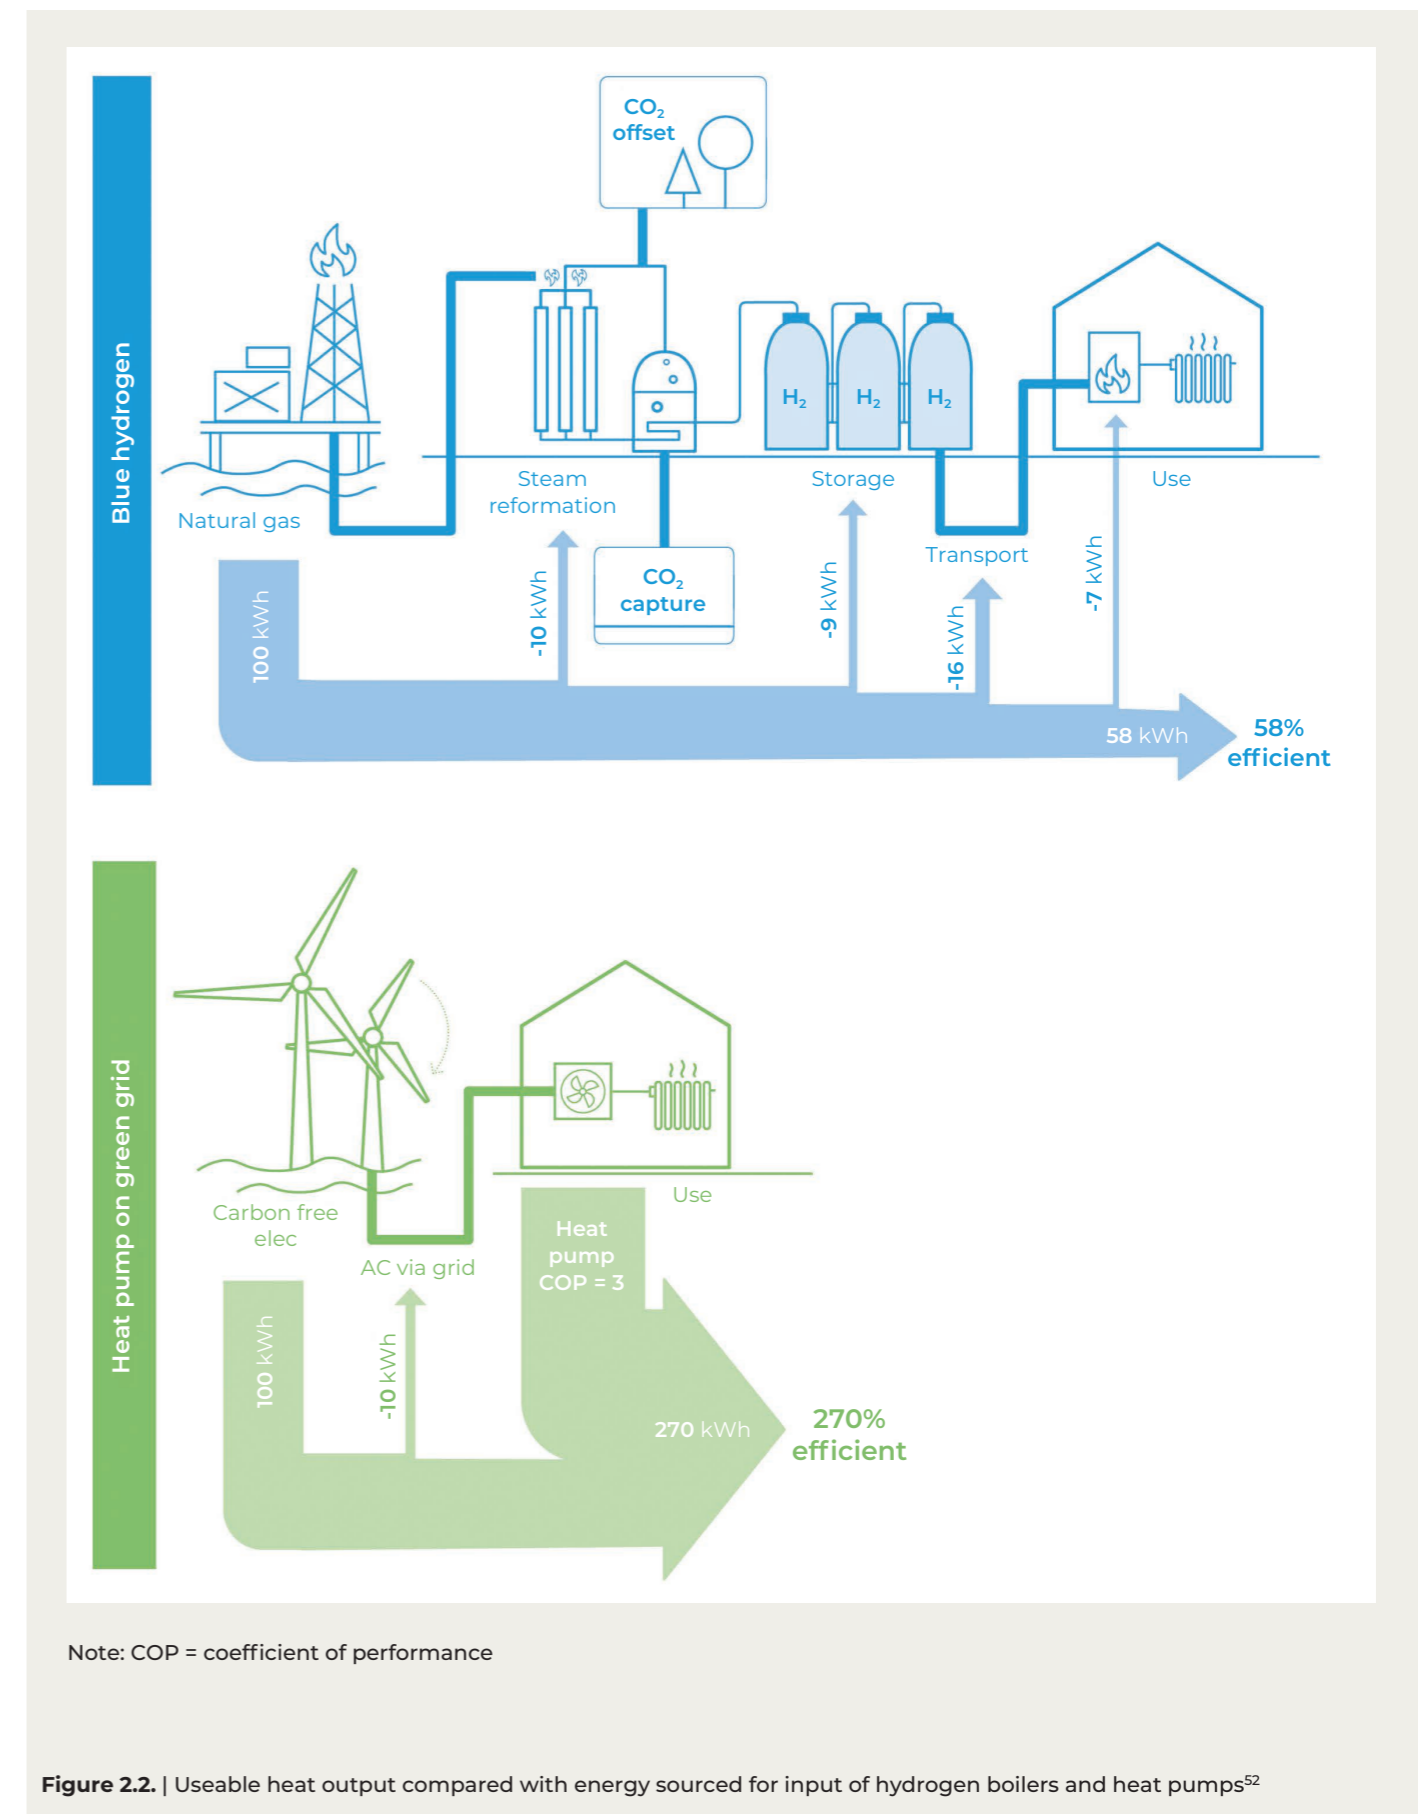 Blue hydrogen
CO₂
offset
Natural gas
Steam
reformation
CO₂
capture
H₂
H₂
H₂
Storage
Transport
Use
100 kWh
-10 kWh
-9 kWh
-16 kWh
-7 kWh
58 kWh
58%
efficient
Heat pump on green grid
Carbon free
elec
AC via grid
Use
Heat
pump
COP = 3
100 kWh
-10 kWh
270 kWh
270%
efficient
Note: COP = coefficient of performance
Figure 2.2. | Useable heat output compared with energy sourced for input of hydrogen boilers and heat pumps⁵²